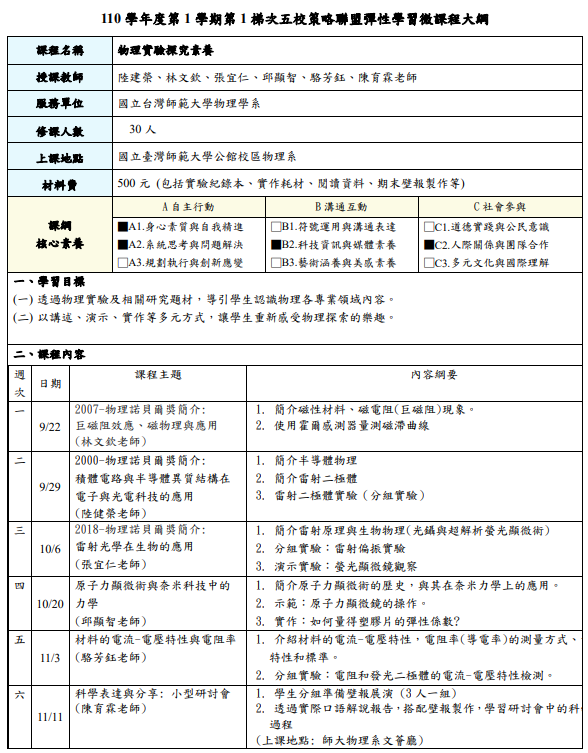 110 學年度第 1 學期第 1 梯次五校策略聯盟彈性學習微課程大綱
課程名稱 物理實驗探究素養
授課教師 陸建榮、林文欽、張宜仁、邱顯智、駱芳鈺、陳育霖老師
服務單位 國立台灣師範大學物理學系
修課人數 30 人
上課地點 國立臺灣師範大學公館校區物理系
材料費 500 元 (包括實驗紀錄本、實作耗材、閱讀資料、期末壁報製作等)
課綱
核心素養
A 自主行動 B 溝通互動 C 社會參與
■A1.身心素質與自我精進 □B1.符號運用與溝通表達 □C1.道德實踐與公民意識
■A2.系統思考與問題解決 ■B2.科技資訊與媒體素養 ■C2.人際關係與團隊合作
□A3.規劃執行與創新應變 □B3.藝術涵養與美感素養 □C3.多元文化與國際理解
一、學習目標
(一) 透過物理實驗及相關研究題材，導引學生認識物理各專業領域內容。
(二) 以講述、演示、實作等多元方式，讓學生重新感受物理探索的樂趣。
二、課程內容
週次 日期 課程主題 內容綱要
一 9/22
2007-物理諾貝爾獎簡介:
巨磁阻效應、磁物理與應用
(林文欽老師)
1. 簡介磁性材料、磁電阻(巨磁阻)現象。
2. 使用霍爾感測器量測磁滯曲線
二 9/29
2000-物理諾貝爾獎簡介:
積體電路與半導體異質結構在
電子與光電科技的應用
(陸健榮老師)
1. 簡介半導體物理
2. 簡介雷射二極體
3. 雷射二極體實驗（分組實驗）
三 10/6
2018-物理諾貝爾獎簡介:
雷射光學在生物的應用
(張宜仁老師)
1. 簡介雷射原理與生物物理(光鑷與超解析螢光顯微術)
2. 分組實驗：雷射偏振實驗
3. 演示實驗：螢光顯微鏡觀察
四 10/20
原子力顯微術與奈米科技中的
力學
(邱顯智老師)
1. 簡介原子力顯微術的歷史，與其在奈米力學上的應用。
2. 示範：原子力顯微鏡的操作。
3. 實作：如何量得塑膠片的彈性係數?
五 11/3
材料的電流-電壓特性與電阻率
(駱芳鈺老師)
1. 介紹材料的電流-電壓特性，電阻率(導電率)的測量方式、
特性和標準。
2. 分組實驗：電阻和發光二極體的電流-電壓特性檢測。
六 11/11
科學表達與分享: 小型研討會
(陳育霖老師)
1. 學生分組準備壁報展演 (3 人一組)
2. 透過實際口語解說報告，搭配壁報製作，學習研討會中的科
過程
(上課地點: 師大物理系文薈廳)